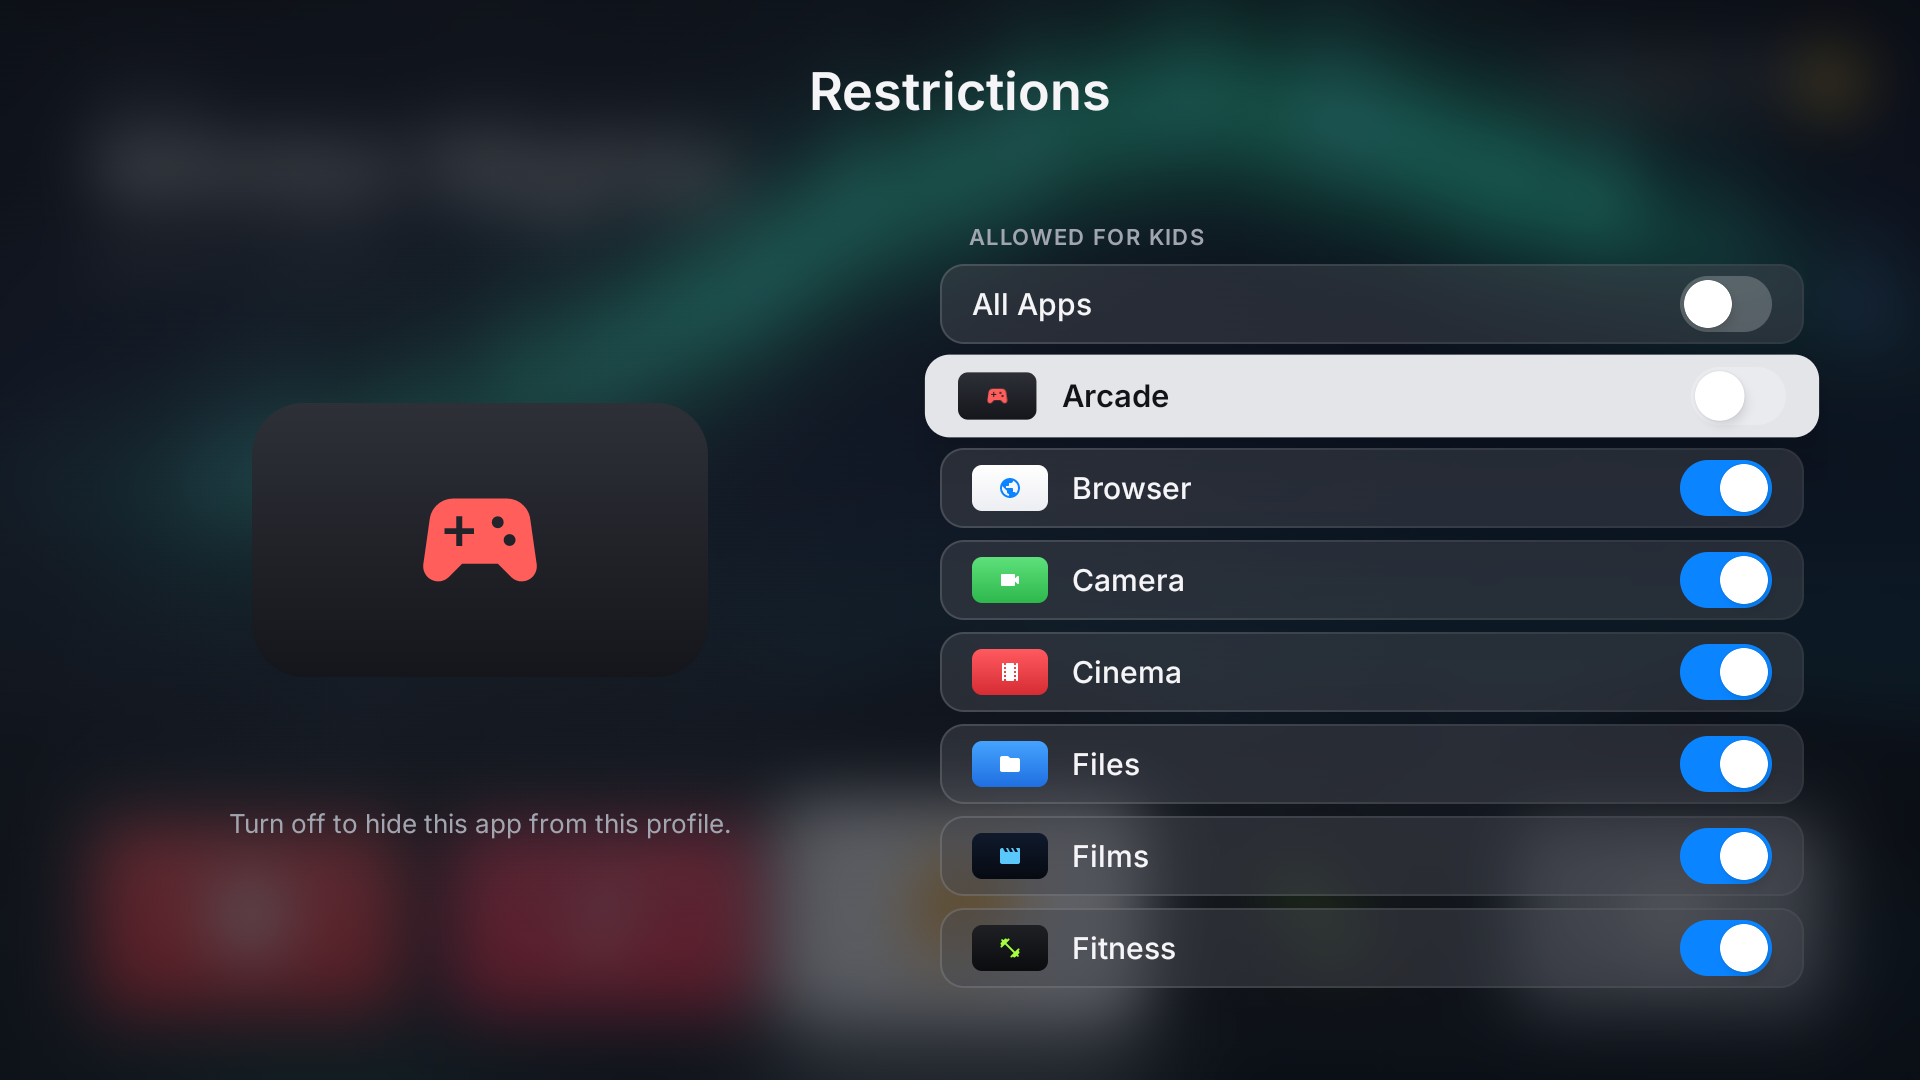 Restrictions
ALLOWED FOR KIDS
All Apps
Arcade
Browser
Camera
Cinema
Files
Films
Fitness
Turn off to hide this app from this profile.